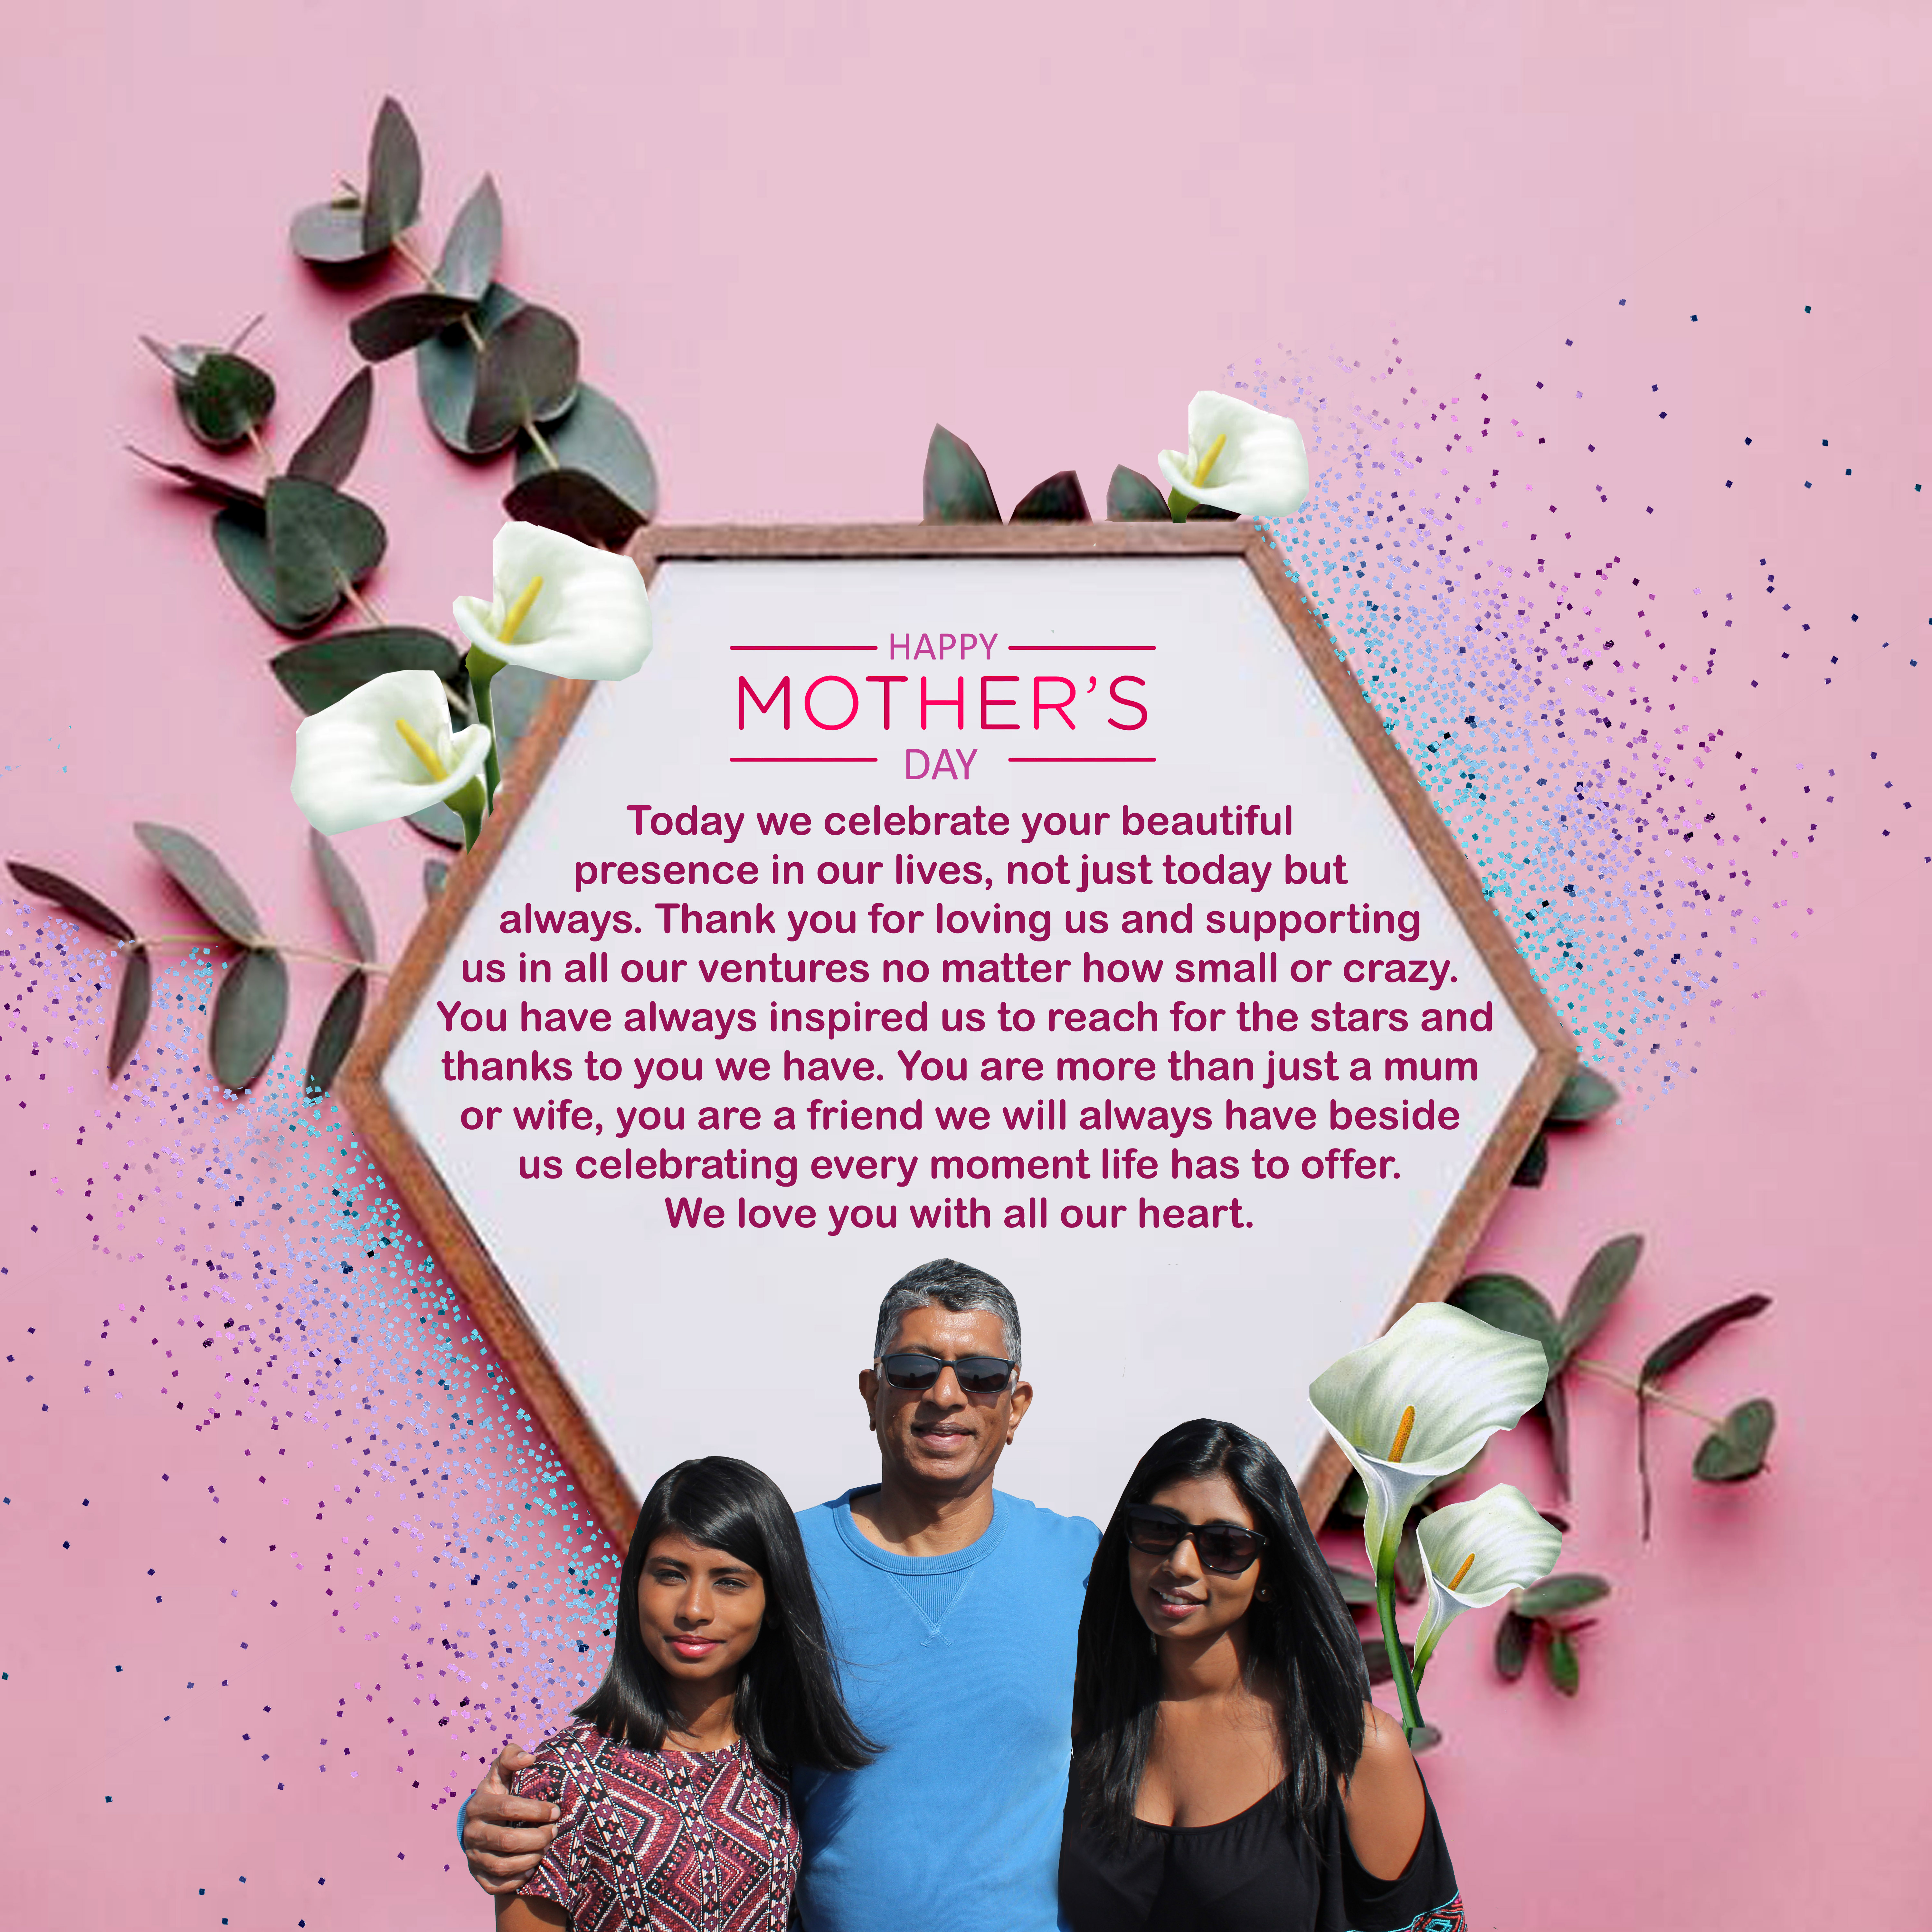 HAPPY
MOTHER'S
DAY
Today we celebrate your beautiful
presence in our lives, not just today but
always. Thank you for loving us and supporting
us in all our ventures no matter how small or crazy.
You have always inspired us to reach for the stars and
thanks to you we have. You are more than just a mum
or wife, you are a friend we will always have beside
us celebrating every moment life has to offer.
We love you with all our heart.